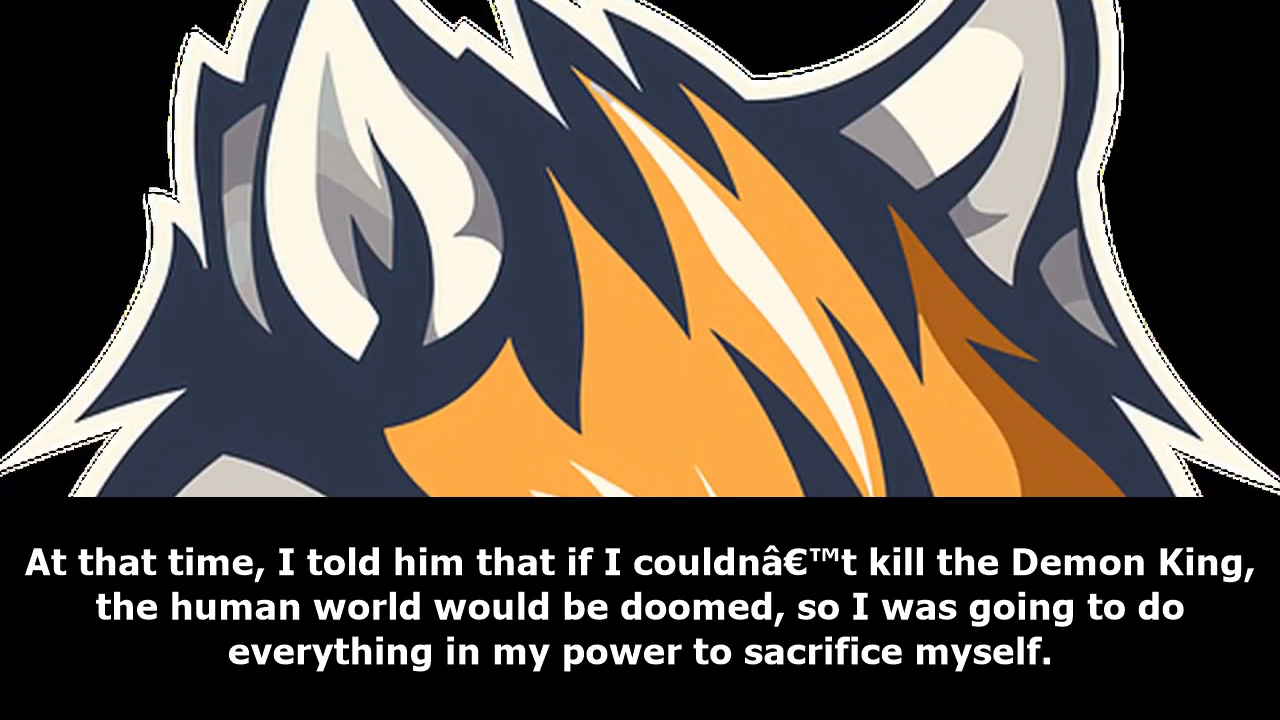 At that time, I told him that if I couldnâ€™t kill the Demon King,
the human world would be doomed, so I was going to do
everything in my power to sacrifice myself.